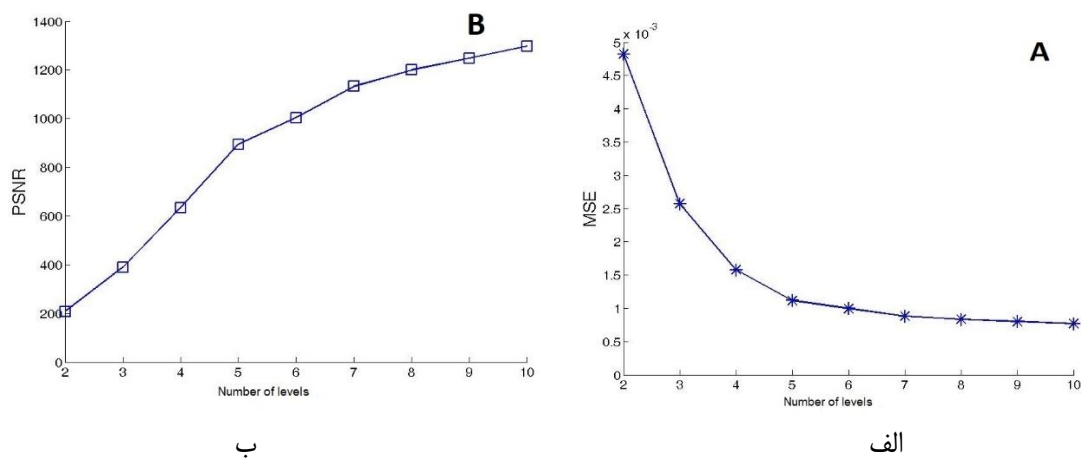 B
1400
1200
1000
800
600
400
200
0
PSNR
2 3 4 5 6 7 8 9 10
Number of levels
ب
A
5 x 10⁻³
4.5
4
3.5
3
2.5
2
1.5
1
0.5
0
MSE
2 3 4 5 6 7 8 9 10
Number of levels
الف